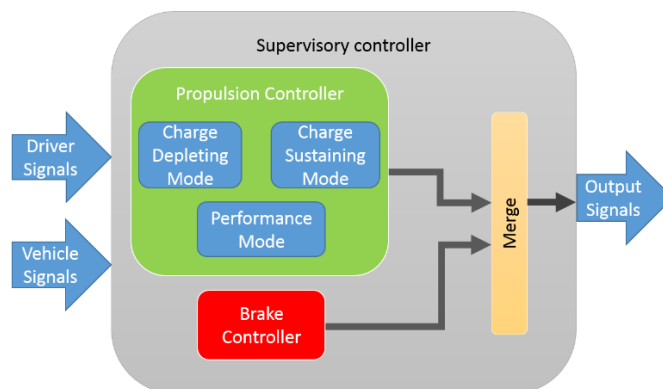 Supervisory controller
Propulsion Controller
Driver
Signals
Charge
Depleting
Mode
Charge
Sustaining
Mode
Performance
Mode
Vehicle
Signals
Brake
Controller
Merge
Output
Signals